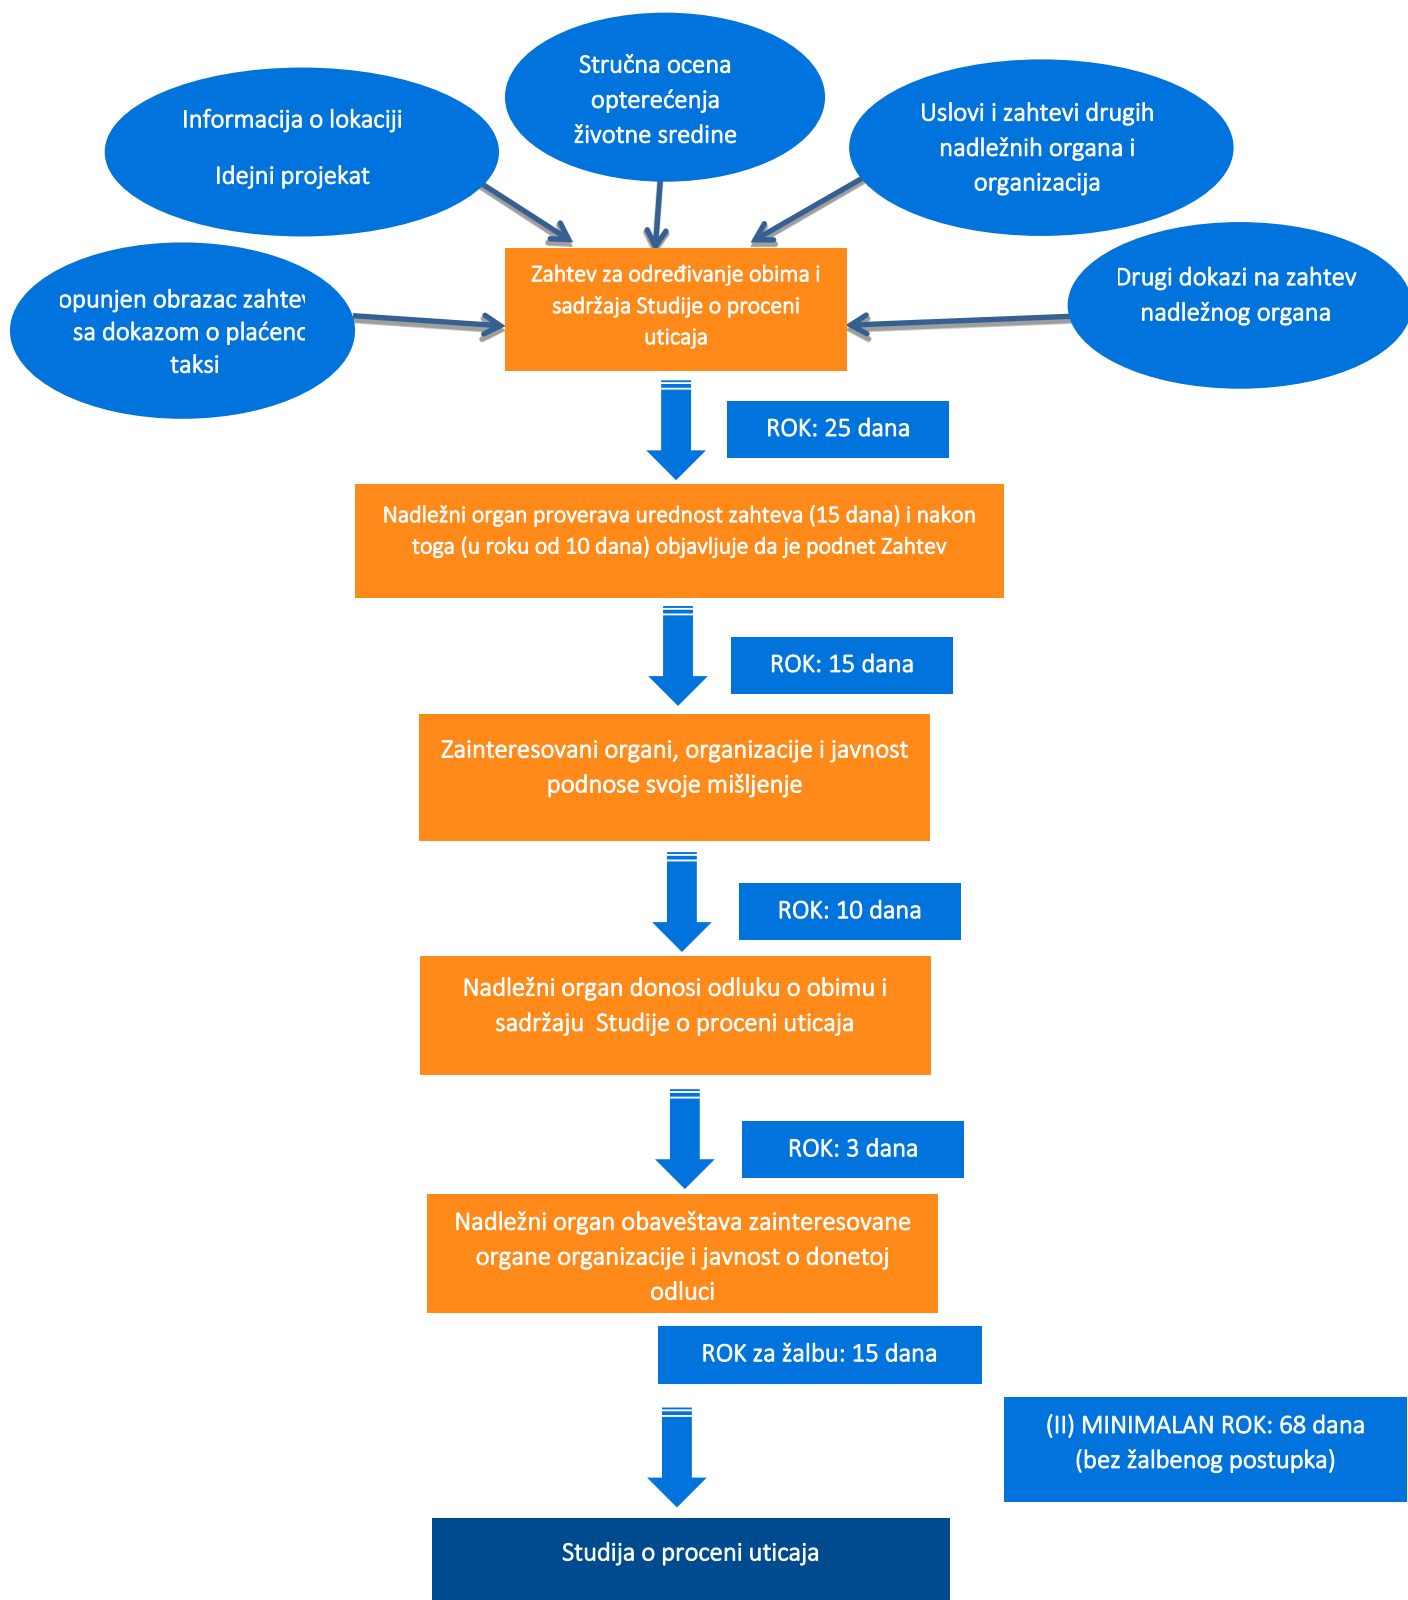 Stručna ocena
opterećenja
životne sredine
Informacija o lokaciji
Idejni projekat
Uslovi i zahtevi drugih
nadležnih organa i
organizacija
opunjen obrazac zahtev
sa dokazom o plaćeno
taksi
Zahtev za određivanje obima i
sadržaja Studije o proceni
uticaja
Drugi dokazi na zahtev
nadležnog organa
ROK: 25 dana
Nadležni organ proverava urednost zahteva (15 dana) i nakon
toga (u roku od 10 dana) objavljuje da je podnet Zahtev
ROK: 15 dana
Zainteresovani organi, organizacije i javnost
podnose svoje mišljenje
ROK: 10 dana
Nadležni organ donosi odluku o obimu i
sadržaju Studije o proceni uticaja
ROK: 3 dana
Nadležni organ obaveštava zainteresovane
organe organizacije i javnost o donetoj
odluci
ROK za žalbu: 15 dana
(II) MINIMALAN ROK: 68 dana
(bez žalbenog postupka)
Studija o proceni uticaja